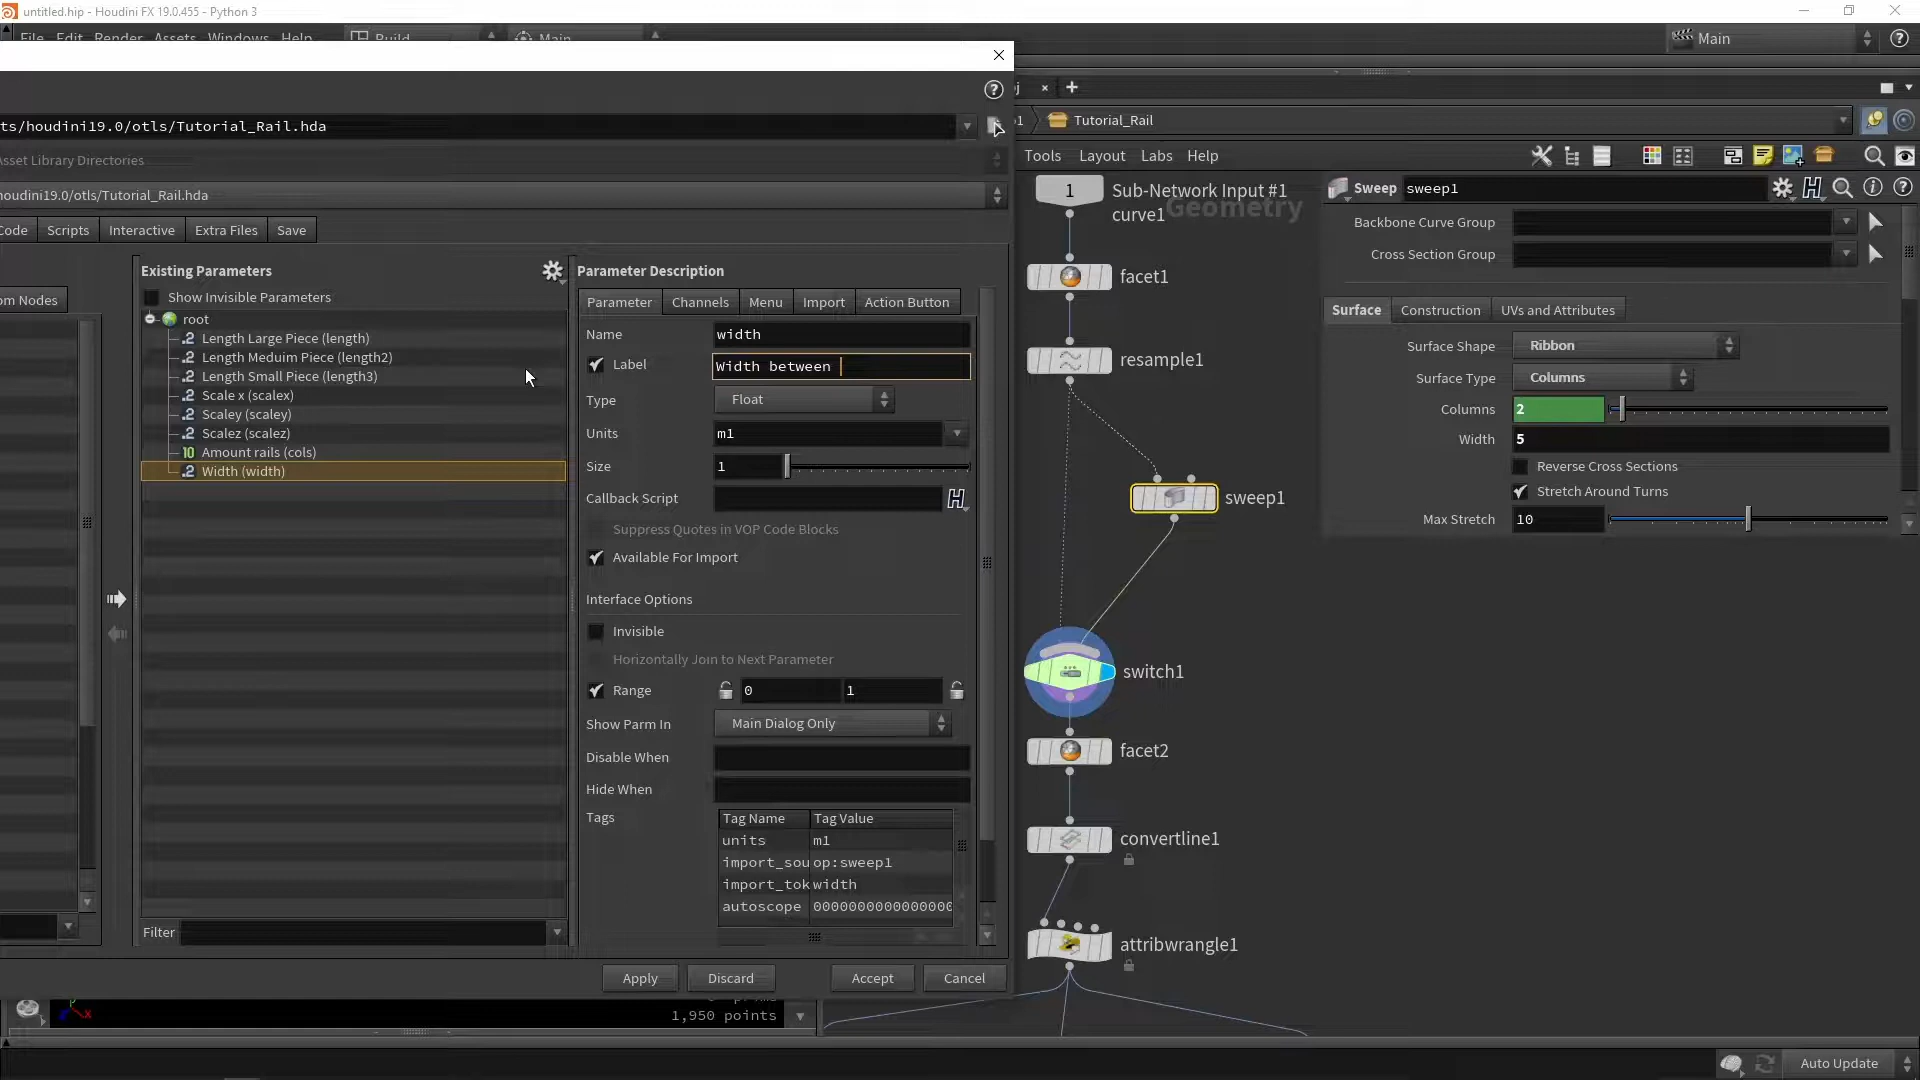 untitled.hip - Houdini FX 19.0.455 - Python 3
File Edit Render Assets Windows Help Build Main Main
ts/houdini19.0/otls/Tutorial_Rail.hda
Asset Library Directories
houdini19.0/otls/Tutorial_Rail.hda
Code Scripts Interactive Extra Files Save
om Nodes
Existing Parameters
Show Invisible Parameters
root
Length Large Piece (length)
Length Meduim Piece (length2)
Length Small Piece (length3)
Scale x (scalex)
Scaley (scaley)
Scalez (scalez)
Amount rails (cols)
Width (width)
Filter
Parameter Description
Parameter Channels Menu Import Action Button
Name width
Label Width between
Type Float
Units m1
Size 1
Callback Script
Suppress Quotes in VOP Code Blocks
Available For Import
Interface Options
Invisible
Horizontally Join to Next Parameter
Range 0 1
Show Parm In Main Dialog Only
Disable When
Hide When
Tags Tag Name Tag Value
units m1
import_sou op:sweep1
import_tok width
autoscope 0000000000000000
Apply Discard Accept Cancel
1,950 points
Tutorial_Rail
Tools Layout Labs Help
1 Sub-Network Input #1
curve1
Geometry
facet1
resample1
sweep1
switch1
facet2
convertline1
attribwrangle1
Sweep sweep1
Backbone Curve Group
Cross Section Group
Surface Construction UVs and Attributes
Surface Shape Ribbon
Surface Type Columns
Columns 2
Width 5
Reverse Cross Sections
Stretch Around Turns
Max Stretch 10
Auto Update